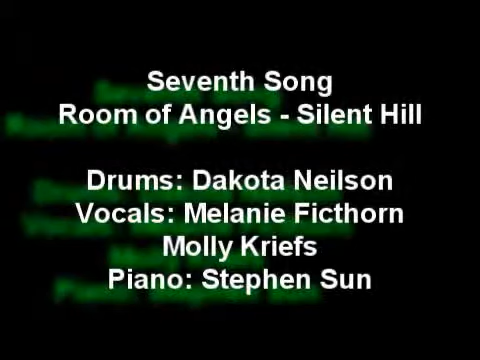 Seventh Song
Room of Angels - Silent Hill
Drums: Dakota Neilson
Vocals: Melanie Ficthorn
Molly Kriefs
Piano: Stephen Sun